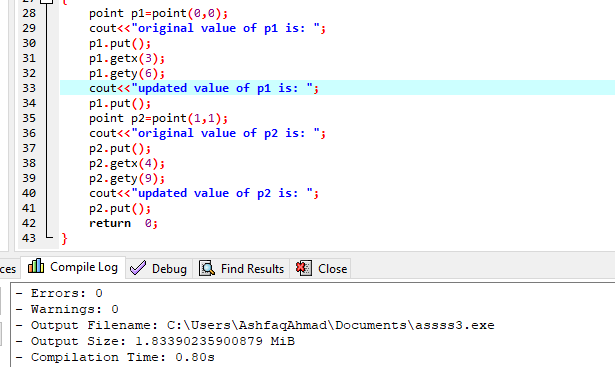 27 {
28 point p1=point(0,0);
29 cout<<"original value of p1 is: ";
30 p1.put();
31 p1.getx(3);
32 p1.gety(6);
33 cout<<"updated value of p1 is: ";
34 p1.put();
35 point p2=point(1,1);
36 cout<<"original value of p2 is: ";
37 p2.put();
38 p2.getx(4);
39 p2.gety(9);
40 cout<<"updated value of p2 is: ";
41 p2.put();
42 return 0;
43 }
ces Compile Log Debug Find Results Close
- Errors: 0
- Warnings: 0
- Output Filename: C:\Users\AshfaqAhmad\Documents\assss3.exe
- Output Size: 1.83390235900879 MiB
- Compilation Time: 0.80s